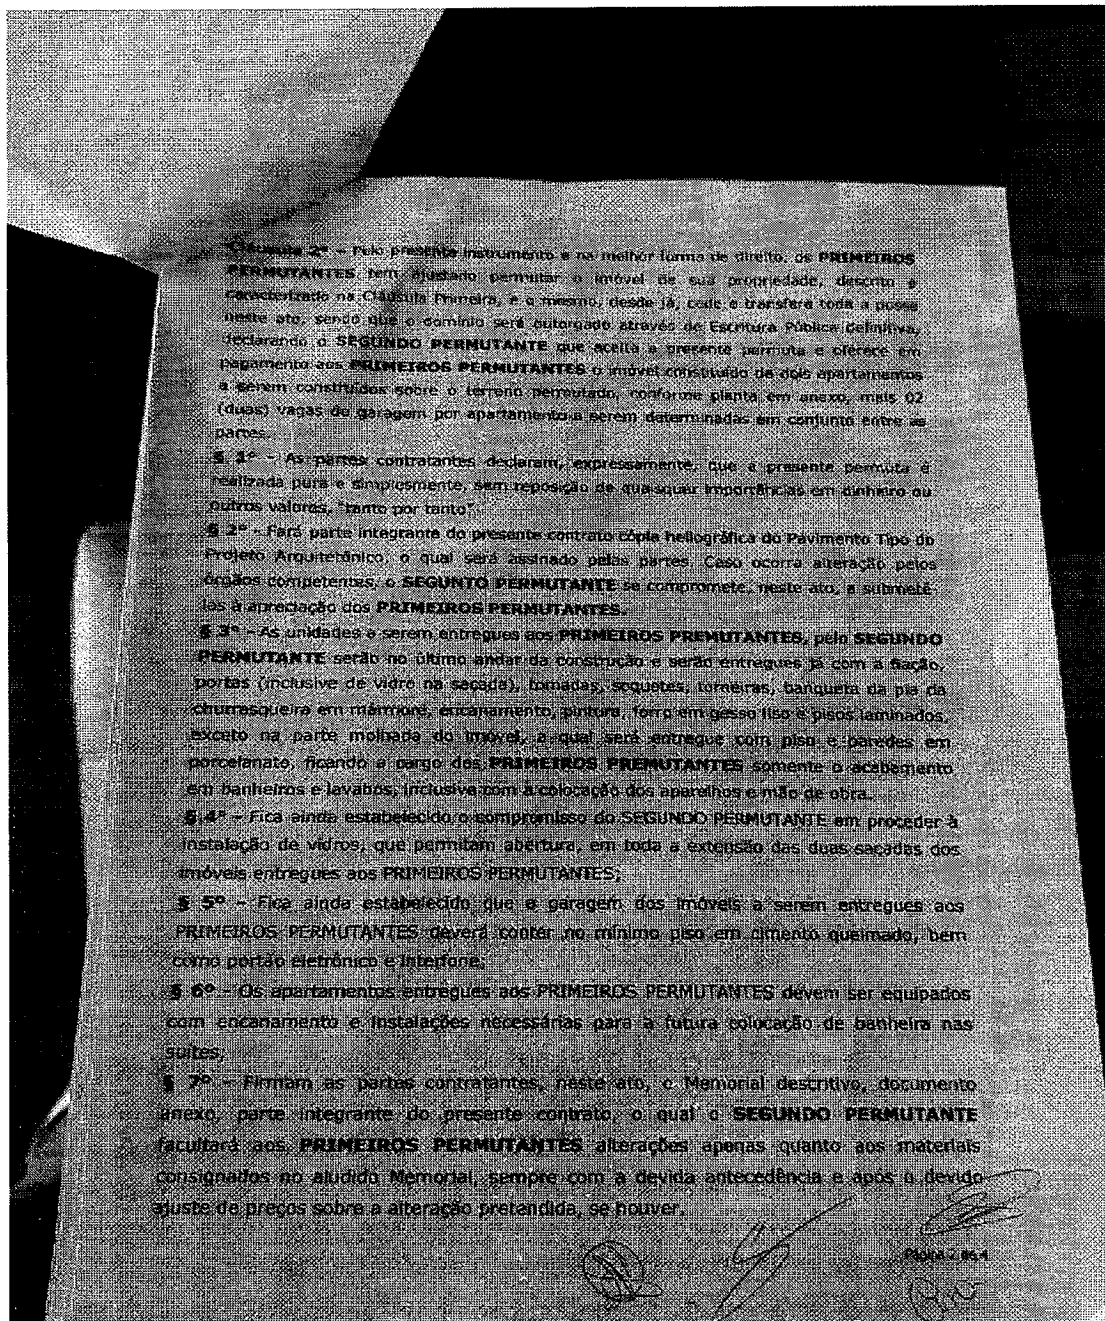 Cláusula 2ª – Pelo presente instrumento e na melhor forma de direito, os PRIMEIROS
PERMUTANTES tem ajustado permutar o imóvel de sua propriedade, descrito e
caracterizado na Cláusula Primeira, e o mesmo, desde já, cede e transfere toda a posse
neste ato, sendo que o domínio será outorgado através de Escritura Pública definitiva,
declarando o SEGUNDO PERMUTANTE que aceita a presente permuta e oferece em
pagamento aos PRIMEIROS PERMUTANTES o imóvel constituído de dois apartamentos
a serem construídos sobre o terreno permutado, conforme planta em anexo, mais 02
(duas) vagas de garagem por apartamento a serem determinadas em conjunto entre as
partes.
§ 1º - As partes contratantes declaram, expressamente, que a presente permuta é
realizada pura e simplesmente, sem reposição de quaisquer importâncias em dinheiro ou
outros valores, "tanto por tanto".
§ 2º - Fará parte integrante do presente contrato cópia heliográfica do Pavimento Tipo do
Projeto Arquitetônico, o qual será assinado pelas partes. Caso ocorra alteração pelos
órgãos competentes, o SEGUNTO PERMUTANTE se compromete, neste ato, a submetê-
las à apreciação dos PRIMEIROS PERMUTANTES.
§ 3º - As unidades a serem entregues aos PRIMEIROS PREMUTANTES, pelo SEGUNDO
PERMUTANTE serão no último andar da construção e serão entregues já com a fiação,
portas (inclusive de vidro na sacada), tomadas, soquetes, torneiras, banqueta da pia da
churrasqueira em mármore, encanamento, pintura, forro em gesso liso e pisos laminados,
exceto na parte molhada do imóvel, a qual será entregue com piso e paredes em
porcelanato, ficando a cargo dos PRIMEIROS PREMUTANTES somente o acabamento
em banheiros e lavabos, inclusive com a colocação dos aparelhos e mão de obra.
§ 4º – Fica ainda estabelecido o compromisso do SEGUNDO PERMUTANTE em proceder à
instalação de vidros, que permitam abertura, em toda a extensão das duas sacadas dos
imóveis entregues aos PRIMEIROS PERMUTANTES;
§ 5º – Fica ainda estabelecido que a garagem dos imóveis a serem entregues aos
PRIMEIROS PERMUTANTES deverá conter no mínimo piso em cimento queimado, bem
como portão eletrônico e interfone;
§ 6º – Os apartamentos entregues aos PRIMEIROS PERMUTANTES devem ser equipados
com encanamento e instalações necessárias para a futura colocação de banheira nas
suítes;
§ 7º – Firmam as partes contratantes, neste ato, o Memorial descritivo, documento
anexo, parte integrante do presente contrato, o qual o SEGUNDO PERMUTANTE
facultará aos PRIMEIROS PERMUTANTES alterações apenas quanto aos materiais
consignados no aludido Memorial, sempre com a devida antecedência e após o devido
ajuste de preços sobre a alteração pretendida, se houver.
Página 2 de 4